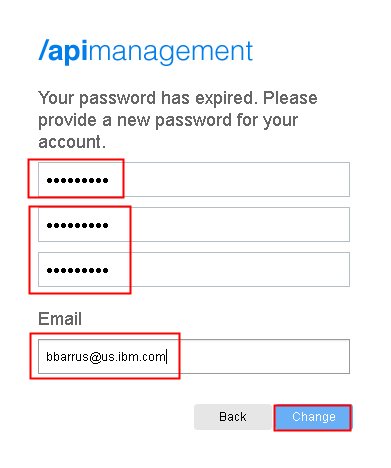 /apimanagement
Your password has expired. Please
provide a new password for your
account.
•••••••••
•••••••••
•••••••••
Email
bbarrus@us.ibm.com
Back
Change